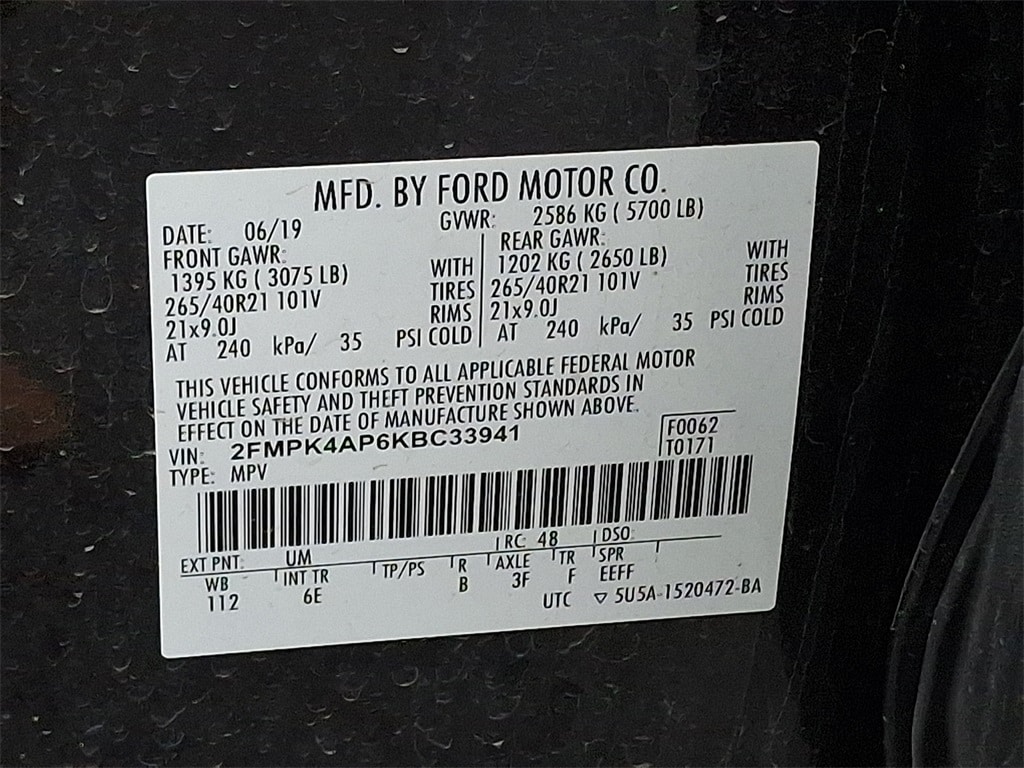 MFD. BY FORD MOTOR CO.
DATE: 06/19 GVWR: 2586 KG ( 5700 LB)
FRONT GAWR: REAR GAWR:
1395 KG ( 3075 LB) WITH 1202 KG ( 2650 LB) WITH
265/40R21 101V TIRES 265/40R21 101V TIRES
21x9.0J RIMS 21x9.0J RIMS
AT 240 kPa/ 35 PSI COLD AT 240 kPa/ 35 PSI COLD
THIS VEHICLE CONFORMS TO ALL APPLICABLE FEDERAL MOTOR
VEHICLE SAFETY AND THEFT PREVENTION STANDARDS IN
EFFECT ON THE DATE OF MANUFACTURE SHOWN ABOVE.
VIN: 2FMPK4AP6KBC33941 F0062
TYPE: MPV T0171
EXT PNT: UM RC: 48 DSO:
WB INT TR TP/PS R AXLE TR SPR
112 6E B 3F F EEFF
UTC ▽ 5U5A-1520472-BA